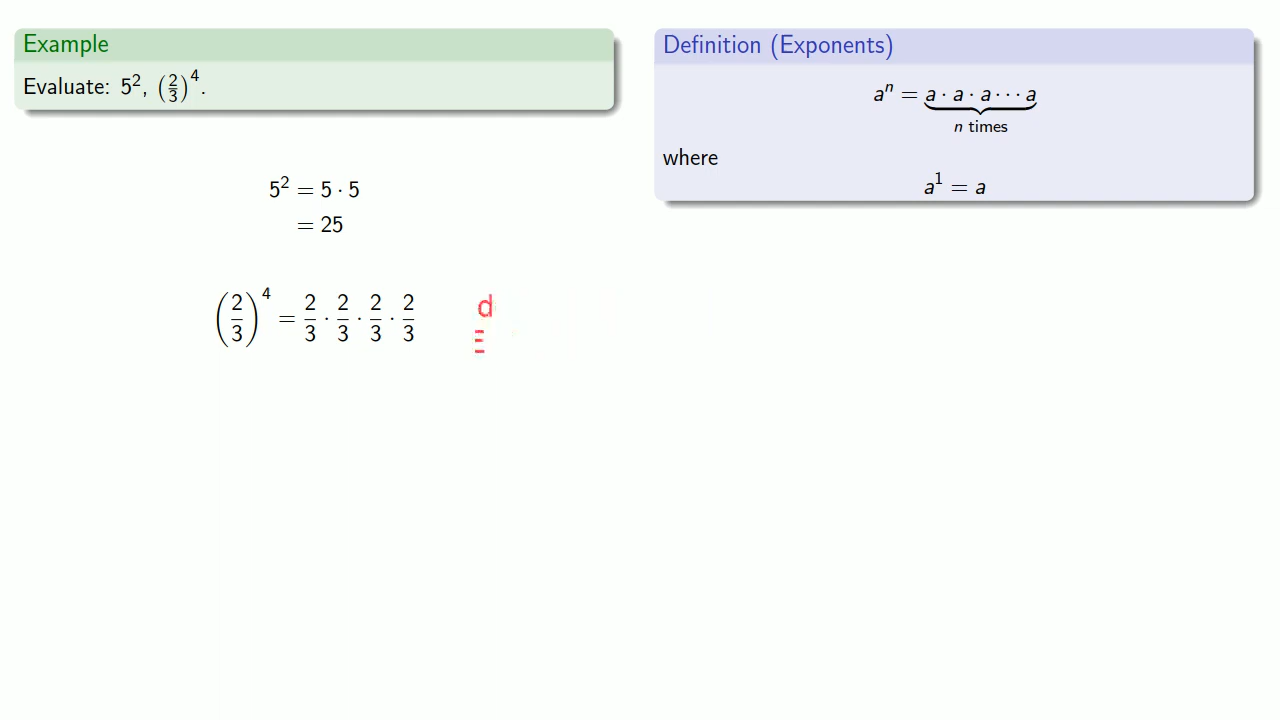 Example
Evaluate: 5², (2/3)⁴.
5² = 5 · 5
= 25
(2/3)⁴ = 2/3 · 2/3 · 2/3 · 2/3
Definition (Exponents)
aⁿ = a · a · a · · · a
n times
where
a¹ = a